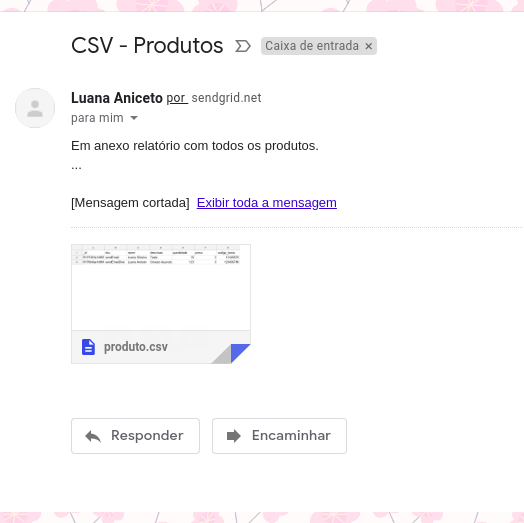 CSV - Produtos Caixa de entrada ×
Luana Aniceto por sendgrid.net
para mim
Em anexo relatório com todos os produtos.
...
[Mensagem cortada] Exibir toda a mensagem
produto.csv
Responder Encaminhar